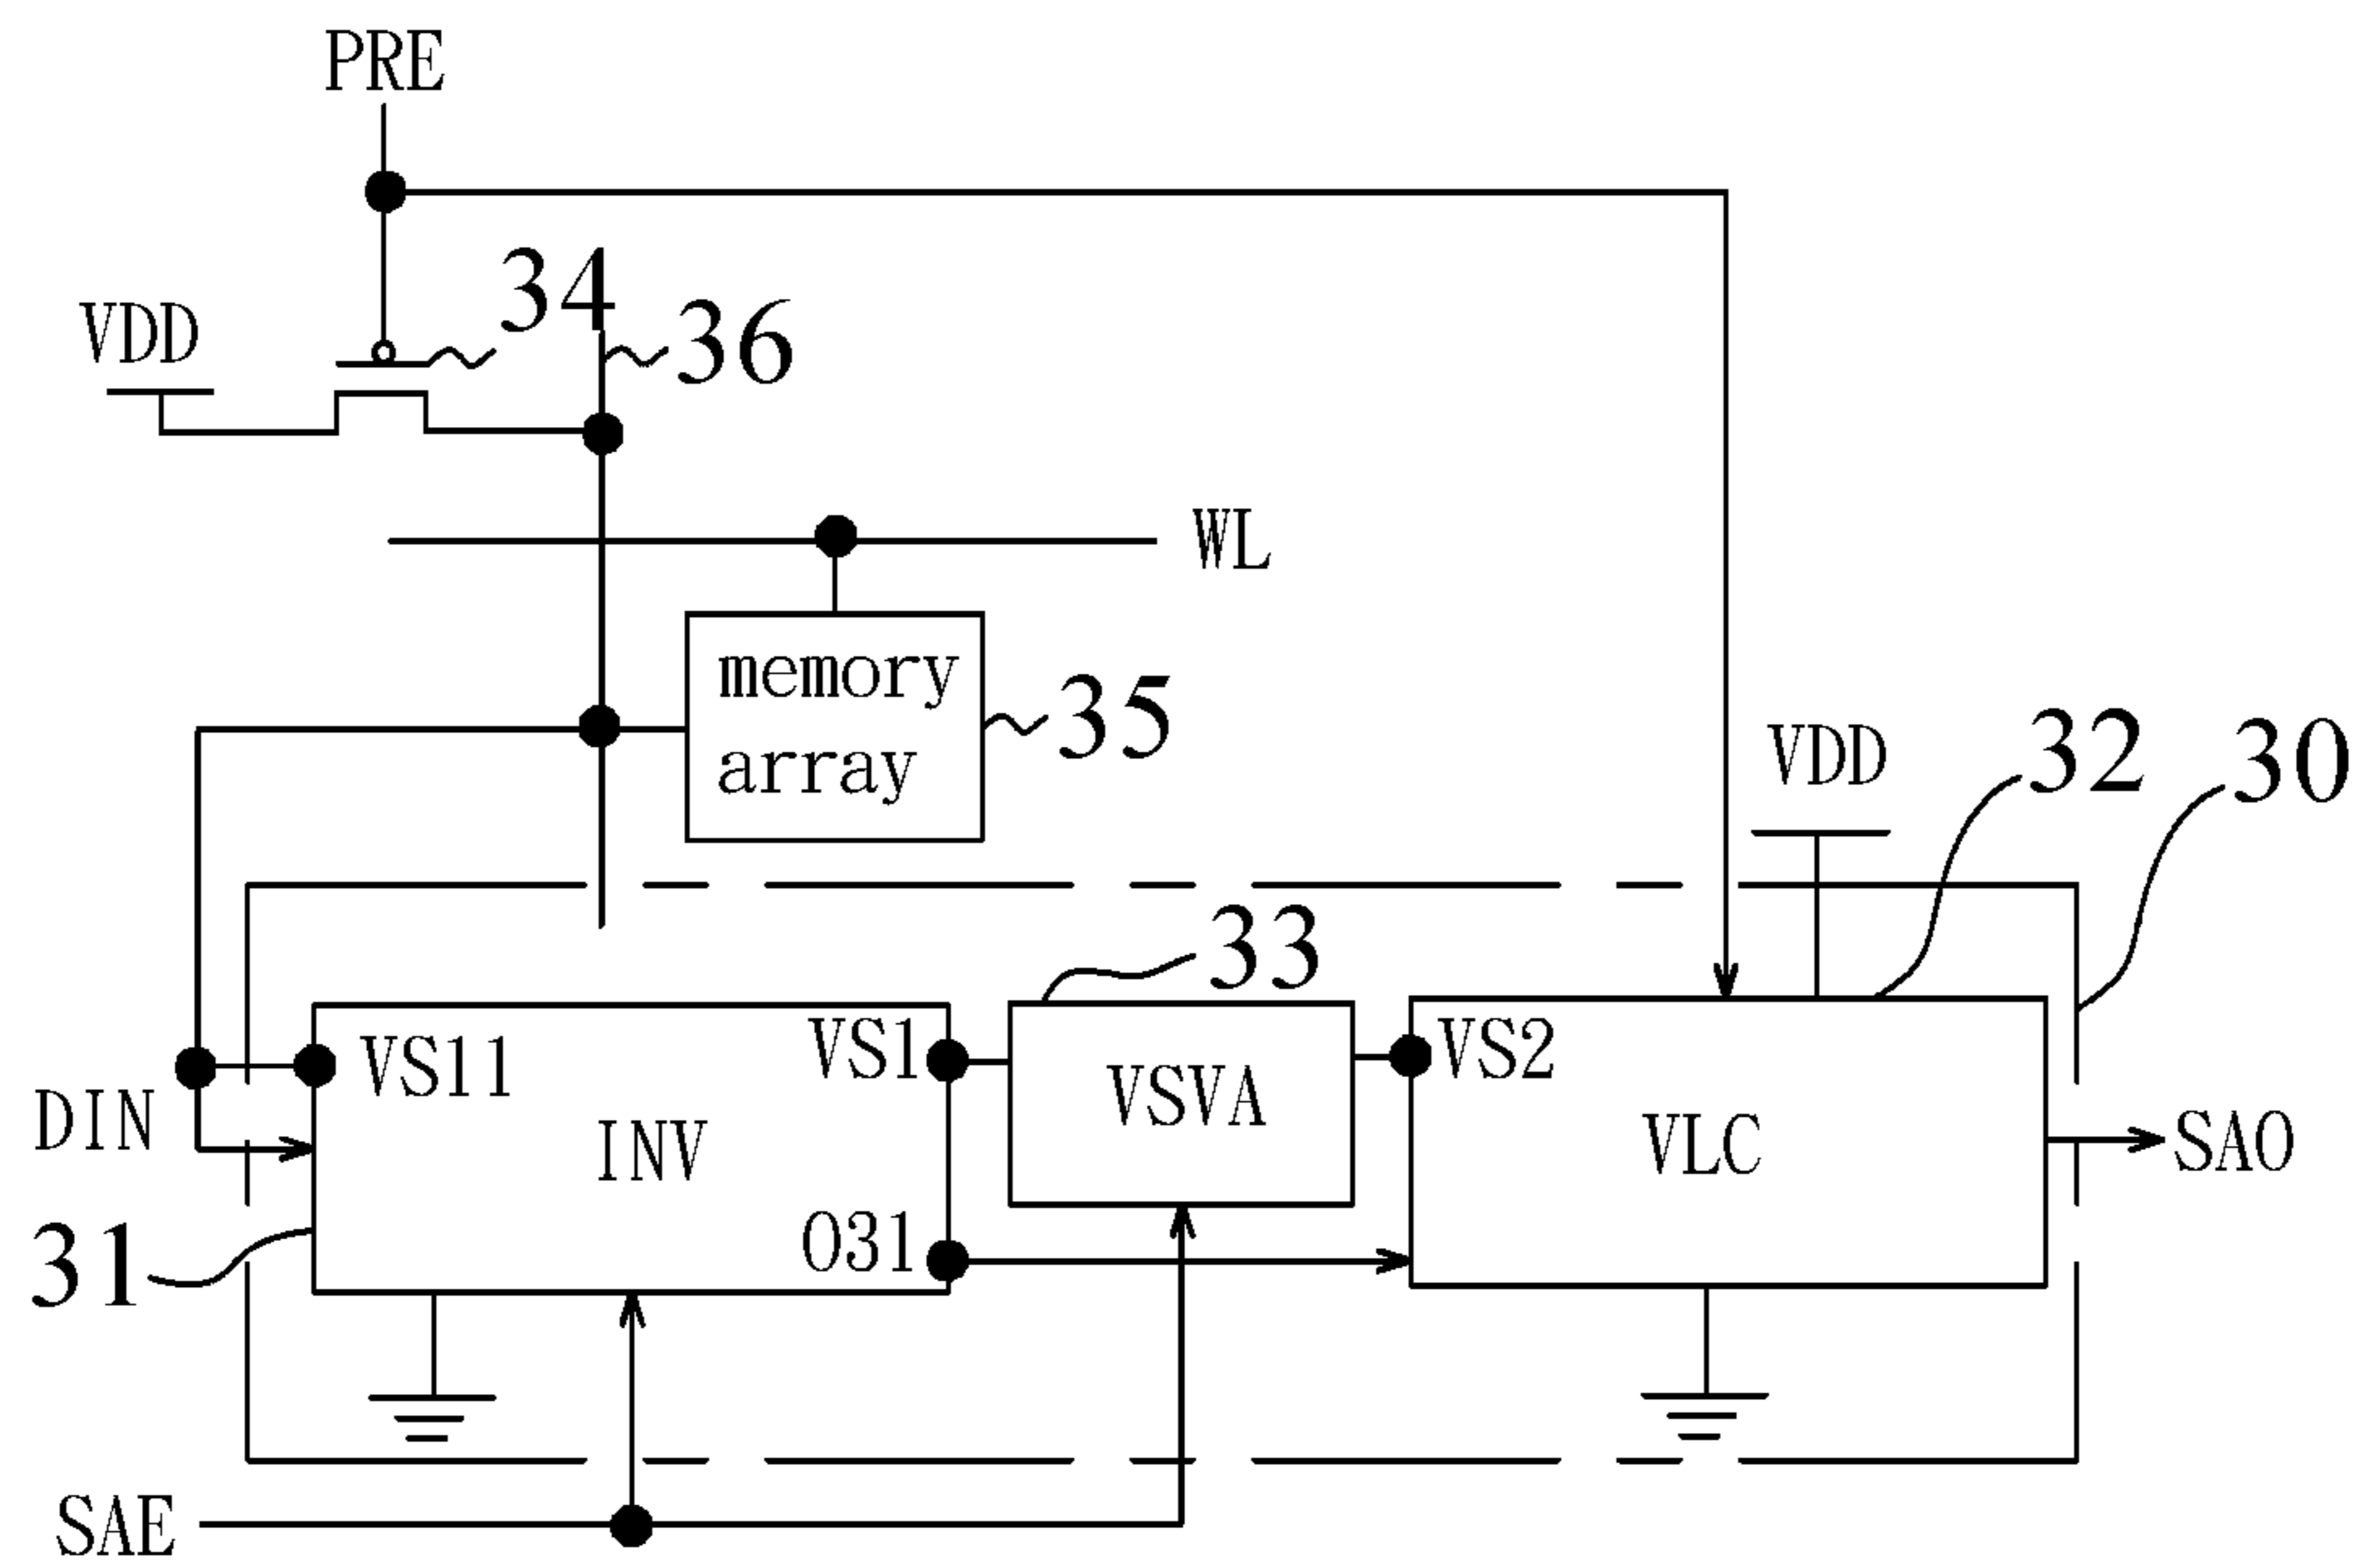 PRE
34
36
VDD
WL
memory
array
35
VDD
32
30
33
VS11
VS1
VS2
DIN
INV
VSVA
VLC
SAO
O31
31
SAE